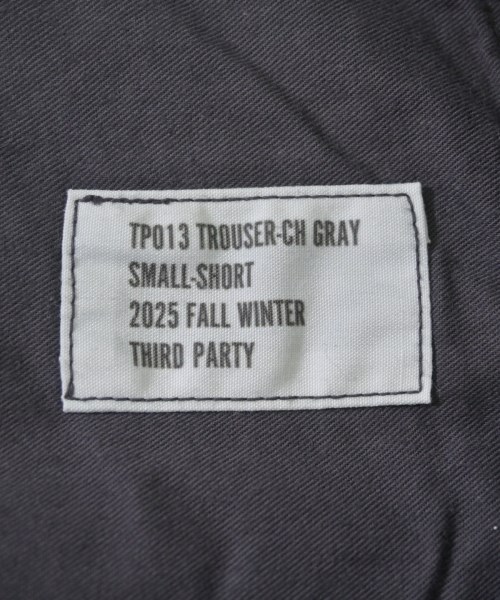 TP013 TROUSER-CH GRAY
SMALL-SHORT
2025 FALL WINTER
THIRD PARTY